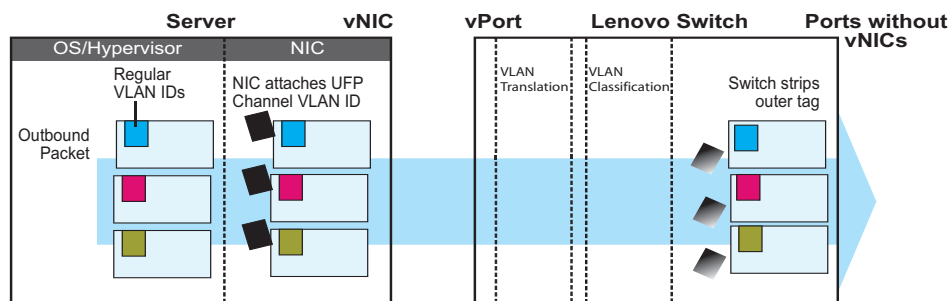 Server
vNIC
vPort
Lenovo Switch
Ports without
vNICs
OS/Hypervisor
NIC
Regular
VLAN IDs
NIC attaches UFP
Channel VLAN ID
VLAN
Translation
VLAN
Classification
Switch strips
outer tag
Outbound
Packet